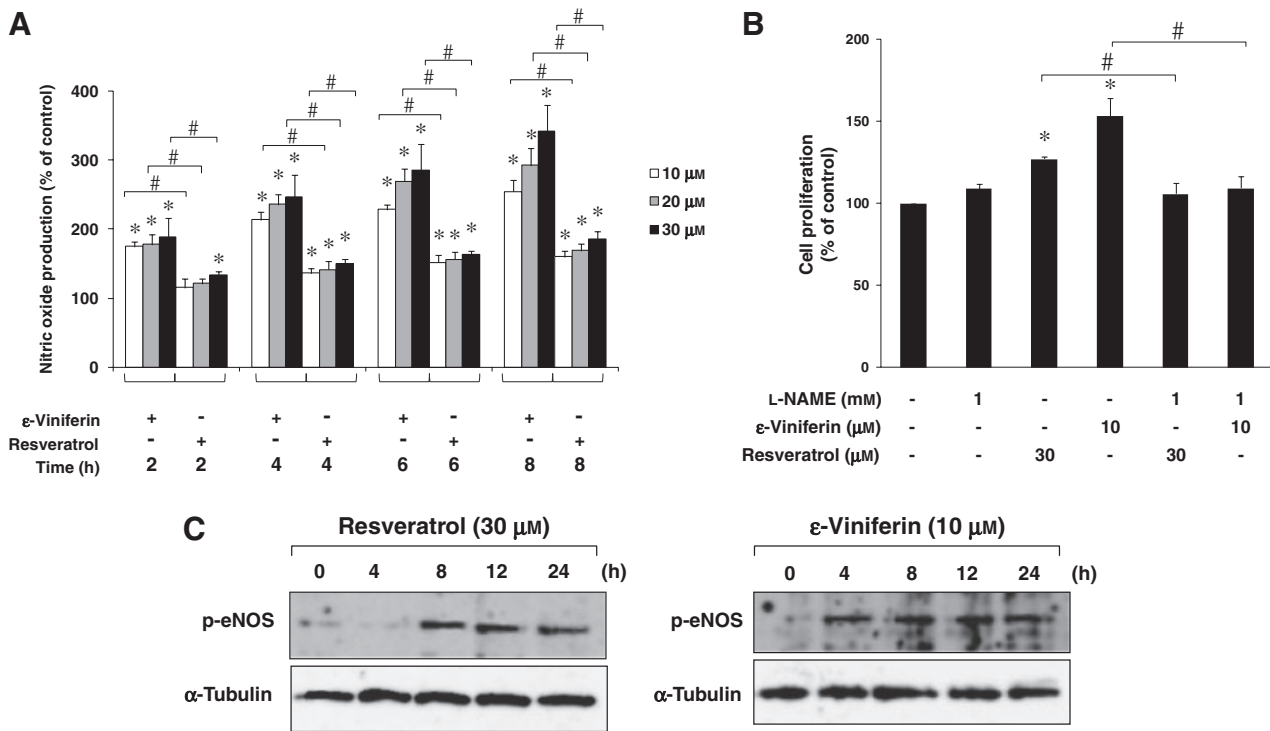 A
Nitric oxide production (% of control)
400
300
200
100
0
# # #
# # #
# # #
# # #
* * * *
* * * * * *
* * * * * *
* * * * * *
10 μM
20 μM
30 μM
ε-Viniferin + - + - + - + -
Resveratrol - + - + - + - +
Time (h) 2 2 4 4 6 6 8 8
B
Cell proliferation
(% of control)
200
150
100
50
0
#
#
*
*
L-NAME (mM) - 1 - - 1 1
ε-Viniferin (μM) - - - 10 - 10
Resveratrol (μM) - - 30 - 30 -
C
Resveratrol (30 μM)
0 4 8 12 24 (h)
p-eNOS
α-Tubulin
ε-Viniferin (10 μM)
0 4 8 12 24 (h)
p-eNOS
α-Tubulin